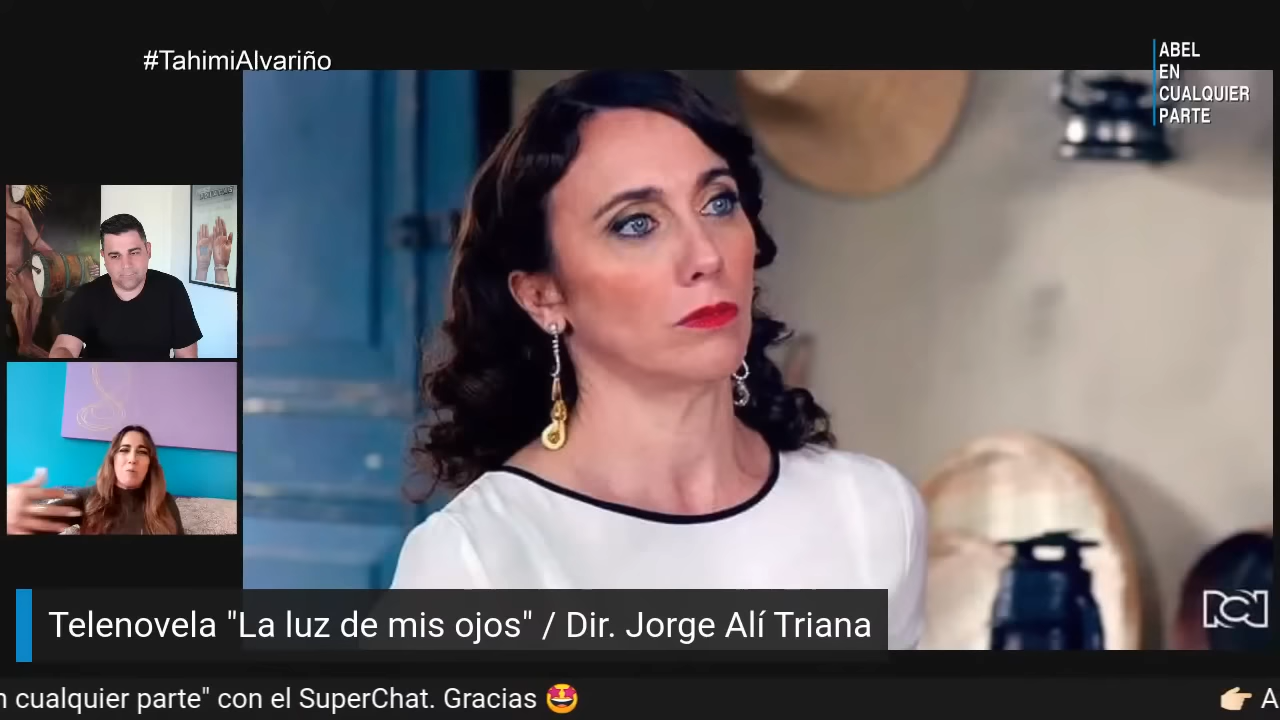 #TahimiAlvariño
ABEL
EN
CUALQUIER
PARTE
RCN
Telenovela "La luz de mis ojos" / Dir. Jorge Alí Triana
n cualquier parte" con el SuperChat. Gracias 🤩
👉🏻 A